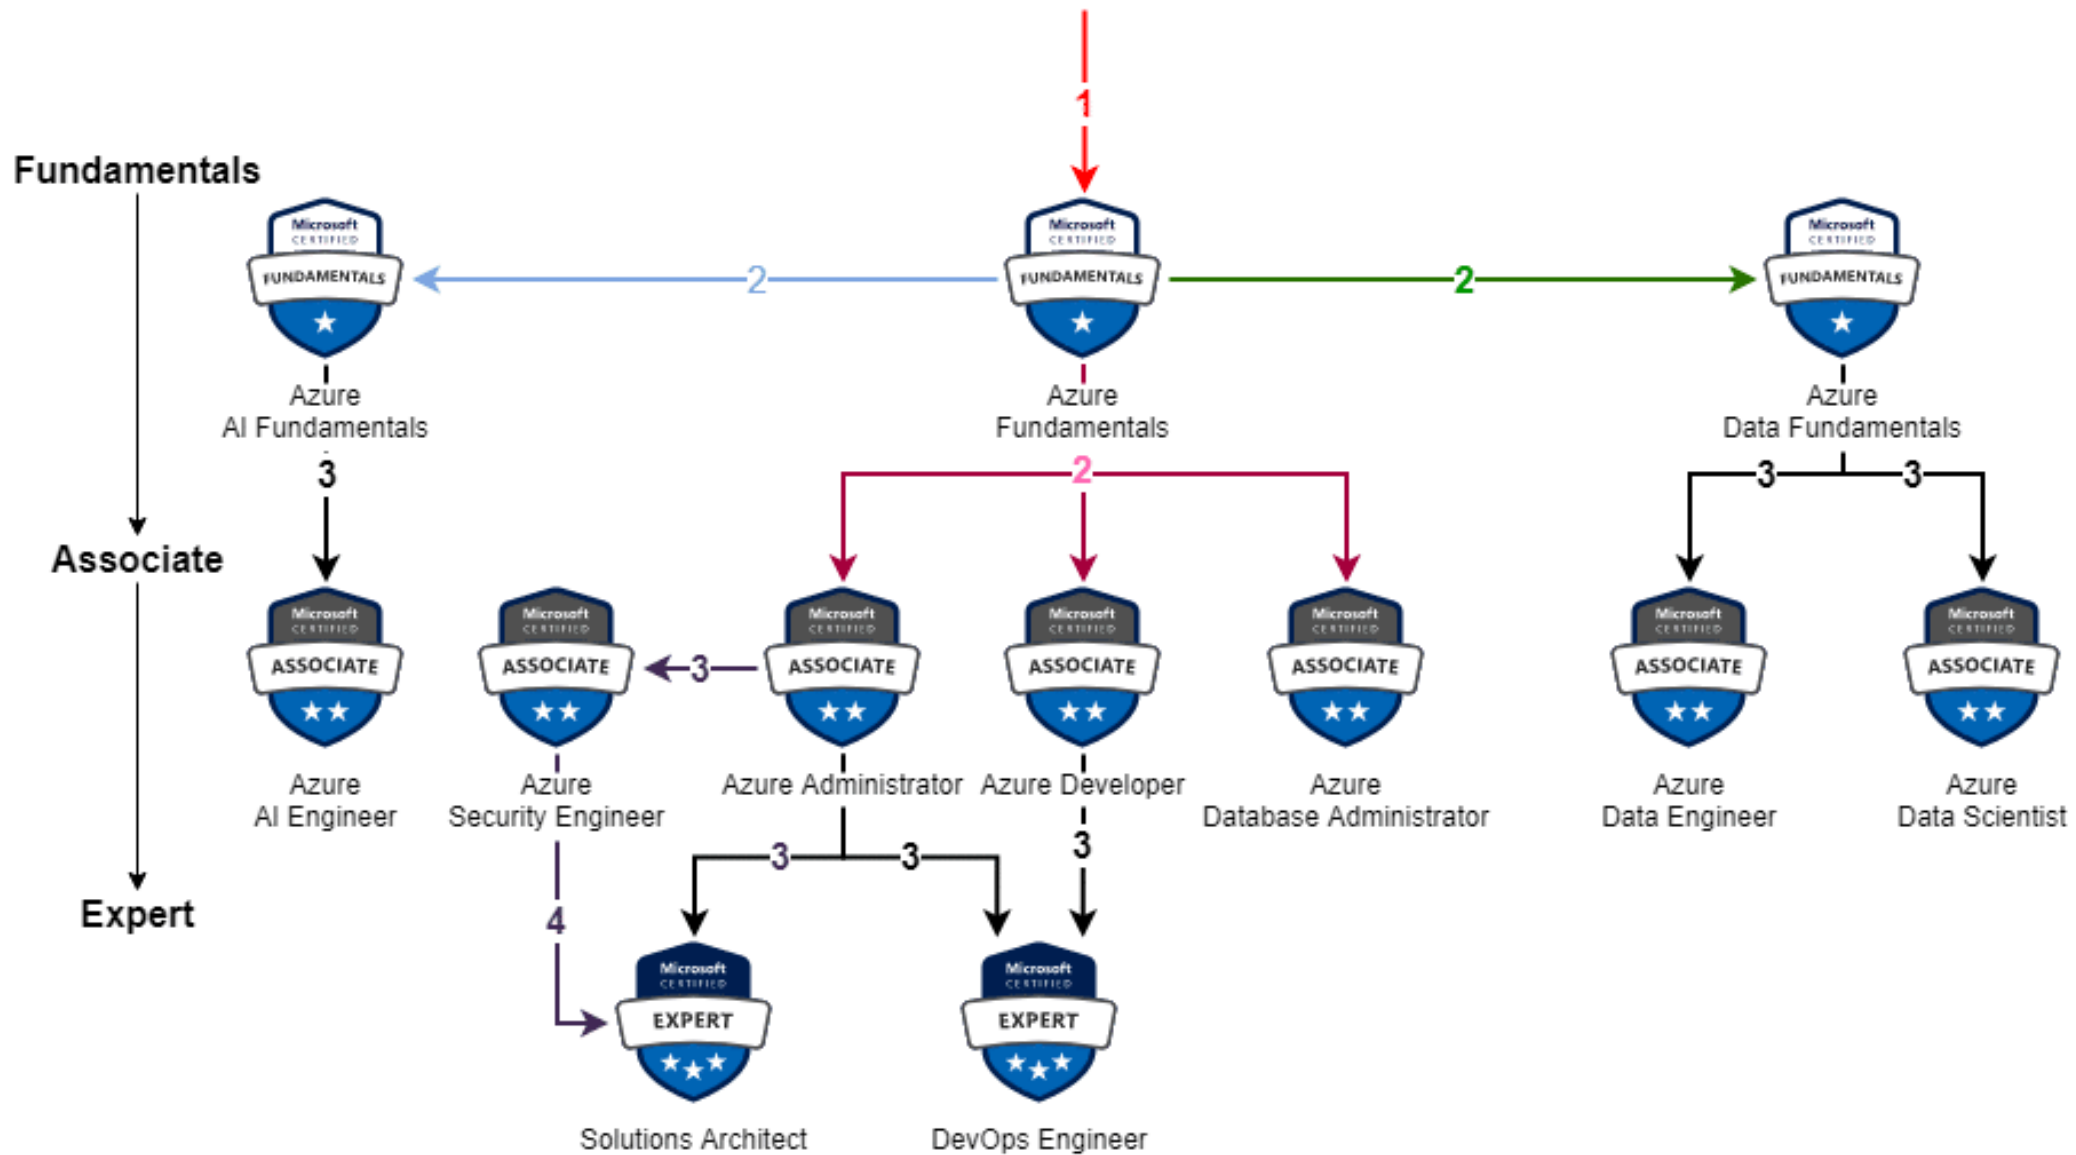 1
Fundamentals
Microsoft
CERTIFIED
FUNDAMENTALS
Microsoft
CERTIFIED
FUNDAMENTALS
Microsoft
CERTIFIED
FUNDAMENTALS
2
2
Azure
AI Fundamentals
Azure
Fundamentals
Azure
Data Fundamentals
3
2
3
3
Associate
Microsoft
CERTIFIED
ASSOCIATE
Microsoft
CERTIFIED
ASSOCIATE
3
Microsoft
CERTIFIED
ASSOCIATE
Microsoft
CERTIFIED
ASSOCIATE
Microsoft
CERTIFIED
ASSOCIATE
Microsoft
CERTIFIED
ASSOCIATE
Microsoft
CERTIFIED
ASSOCIATE
Azure
AI Engineer
Azure
Security Engineer
Azure Administrator
Azure Developer
Azure
Database Administrator
Azure
Data Engineer
Azure
Data Scientist
3
3
3
Expert
4
Microsoft
CERTIFIED
EXPERT
Microsoft
CERTIFIED
EXPERT
Solutions Architect
DevOps Engineer